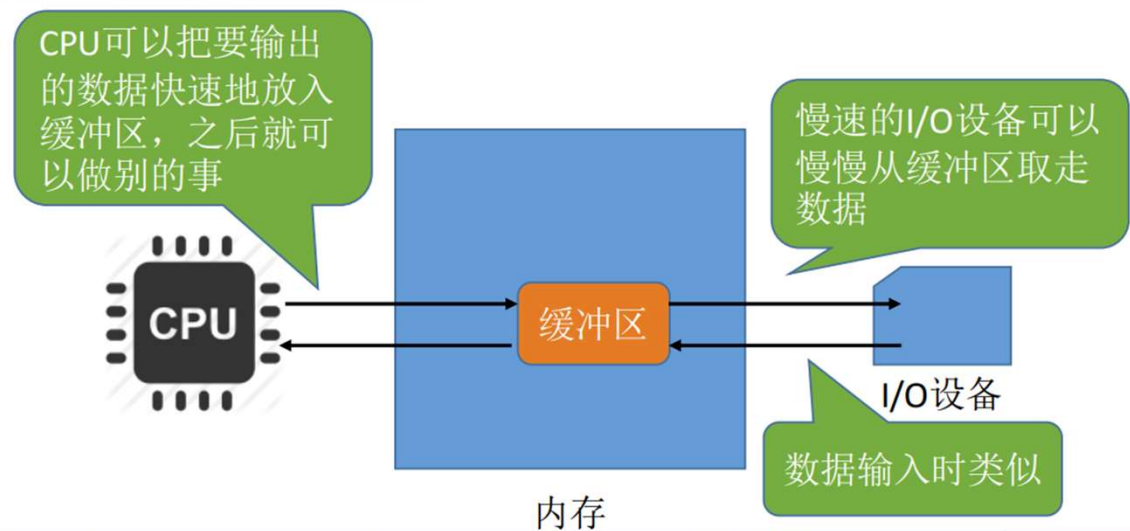 CPU可以把要输出
的数据快速地放入
缓冲区，之后就可
以做别的事
慢速的I/O设备可以
慢慢从缓冲区取走
数据
CPU
缓冲区
I/O设备
数据输入时类似
内存